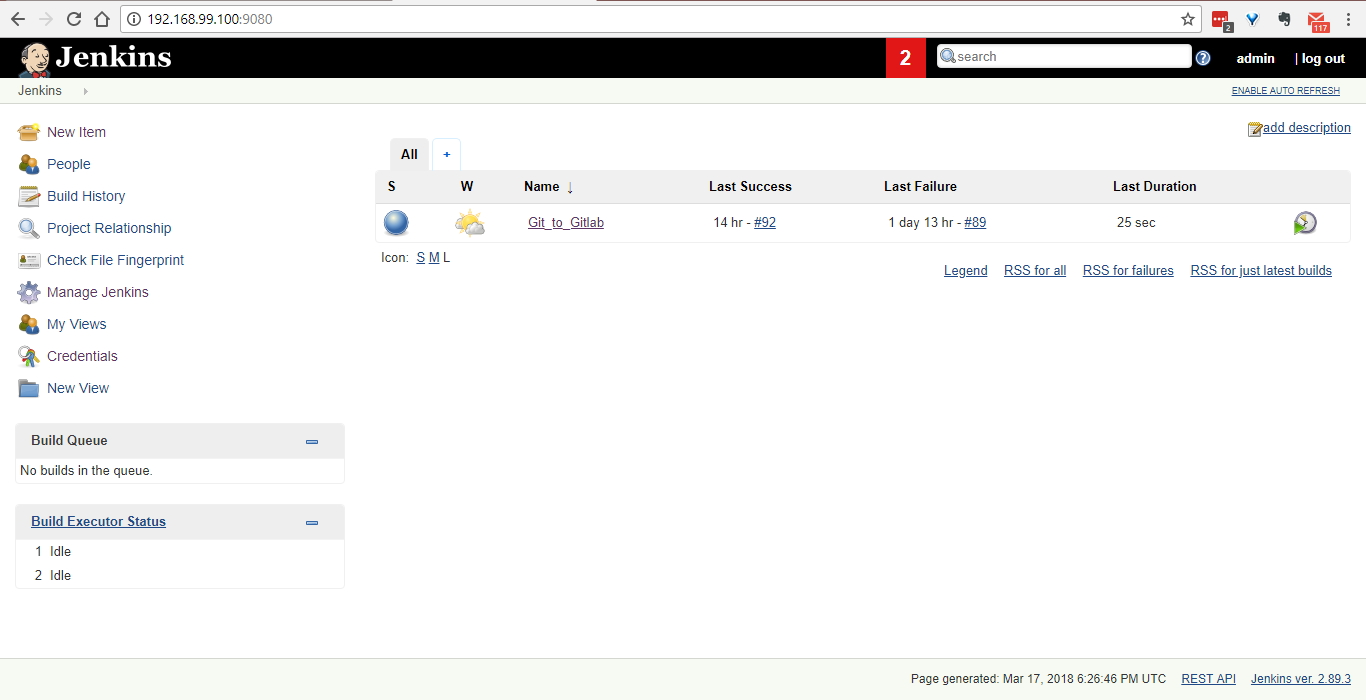 192.168.99.100:9080
2
117
Jenkins
2
search
admin
| log out
Jenkins
ENABLE AUTO REFRESH
New Item
People
Build History
Project Relationship
Check File Fingerprint
Manage Jenkins
My Views
Credentials
New View
Build Queue
No builds in the queue.
Build Executor Status
1 Idle
2 Idle
add description
All
+
S W Name ↓ Last Success Last Failure Last Duration
Git_to_Gitlab 14 hr - #92 1 day 13 hr - #89 25 sec
Icon: S M L
Legend RSS for all RSS for failures RSS for just latest builds
Page generated: Mar 17, 2018 6:26:46 PM UTC REST API Jenkins ver. 2.89.3